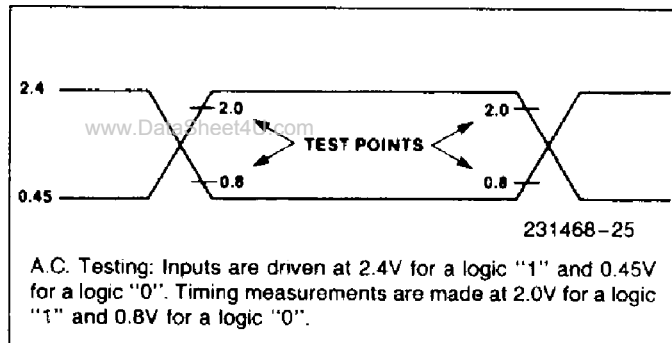 2.4
2.0
2.0
www.DataSheet4U.com
TEST POINTS
0.8
0.8
0.45
231468-25
A.C. Testing: Inputs are driven at 2.4V for a logic "1" and 0.45V
for a logic "0". Timing measurements are made at 2.0V for a logic
"1" and 0.8V for a logic "0".